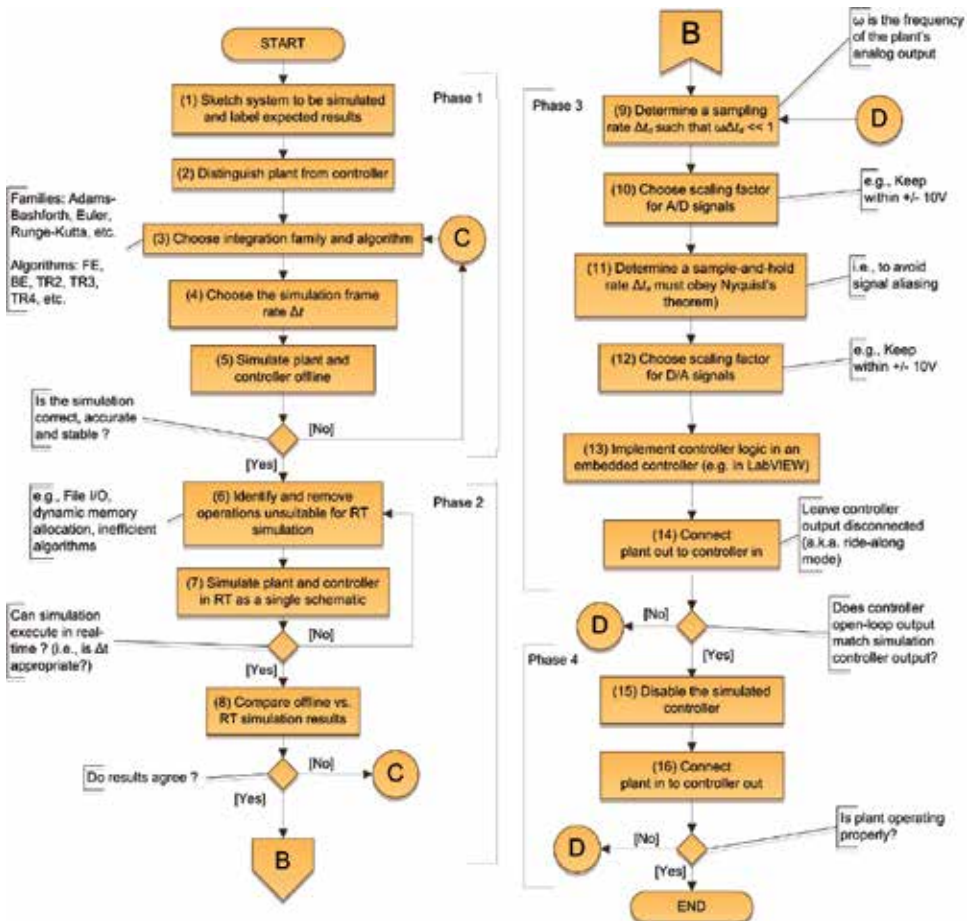 START
Phase 1
(1) Sketch system to be simulated
and label expected results
(2) Distinguish plant from controller
Families: Adams-
Bashforth, Euler,
Runge-Kutta, etc.
Algorithms: FE,
BE, TR2, TR3,
TR4, etc.
(3) Choose integration family and algorithm
C
(4) Choose the simulation frame
rate Δt
(5) Simulate plant and
controller offline
Is the simulation
correct, accurate
and stable ?
[No]
[Yes]
Phase 2
e.g., File I/O,
dynamic memory
allocation, inefficient
algorithms
(6) Identify and remove
operations unsuitable for RT
simulation
(7) Simulate plant and controller
in RT as a single schematic
Can simulation
execute in real-
time ? (i.e., is Δt
appropriate?)
[No]
[Yes]
(8) Compare offline vs.
RT simulation results
Do results agree ?
[No]
C
[Yes]
B
B
ω is the frequency
of the plant's
analog output
Phase 3
(9) Determine a sampling
rate Δtₐ such that ωΔtₐ << 1
D
(10) Choose scaling factor
for A/D signals
e.g., Keep
within +/- 10V
(11) Determine a sample-and-hold
rate Δtₐ must obey Nyquist's
theorem)
i.e., to avoid
signal aliasing
(12) Choose scaling factor
for D/A signals
e.g., Keep
within +/- 10V
(13) Implement controller logic in an
embedded controller (e.g. in LabVIEW)
(14) Connect
plant out to controller in
Leave controller
output disconnected
(a.k.a. ride-along
mode)
D
[No]
[Yes]
Does controller
open-loop output
match simulation
controller output?
Phase 4
(15) Disable the simulated
controller
(16) Connect
plant in to controller out
Is plant operating
properly?
D
[No]
[Yes]
END